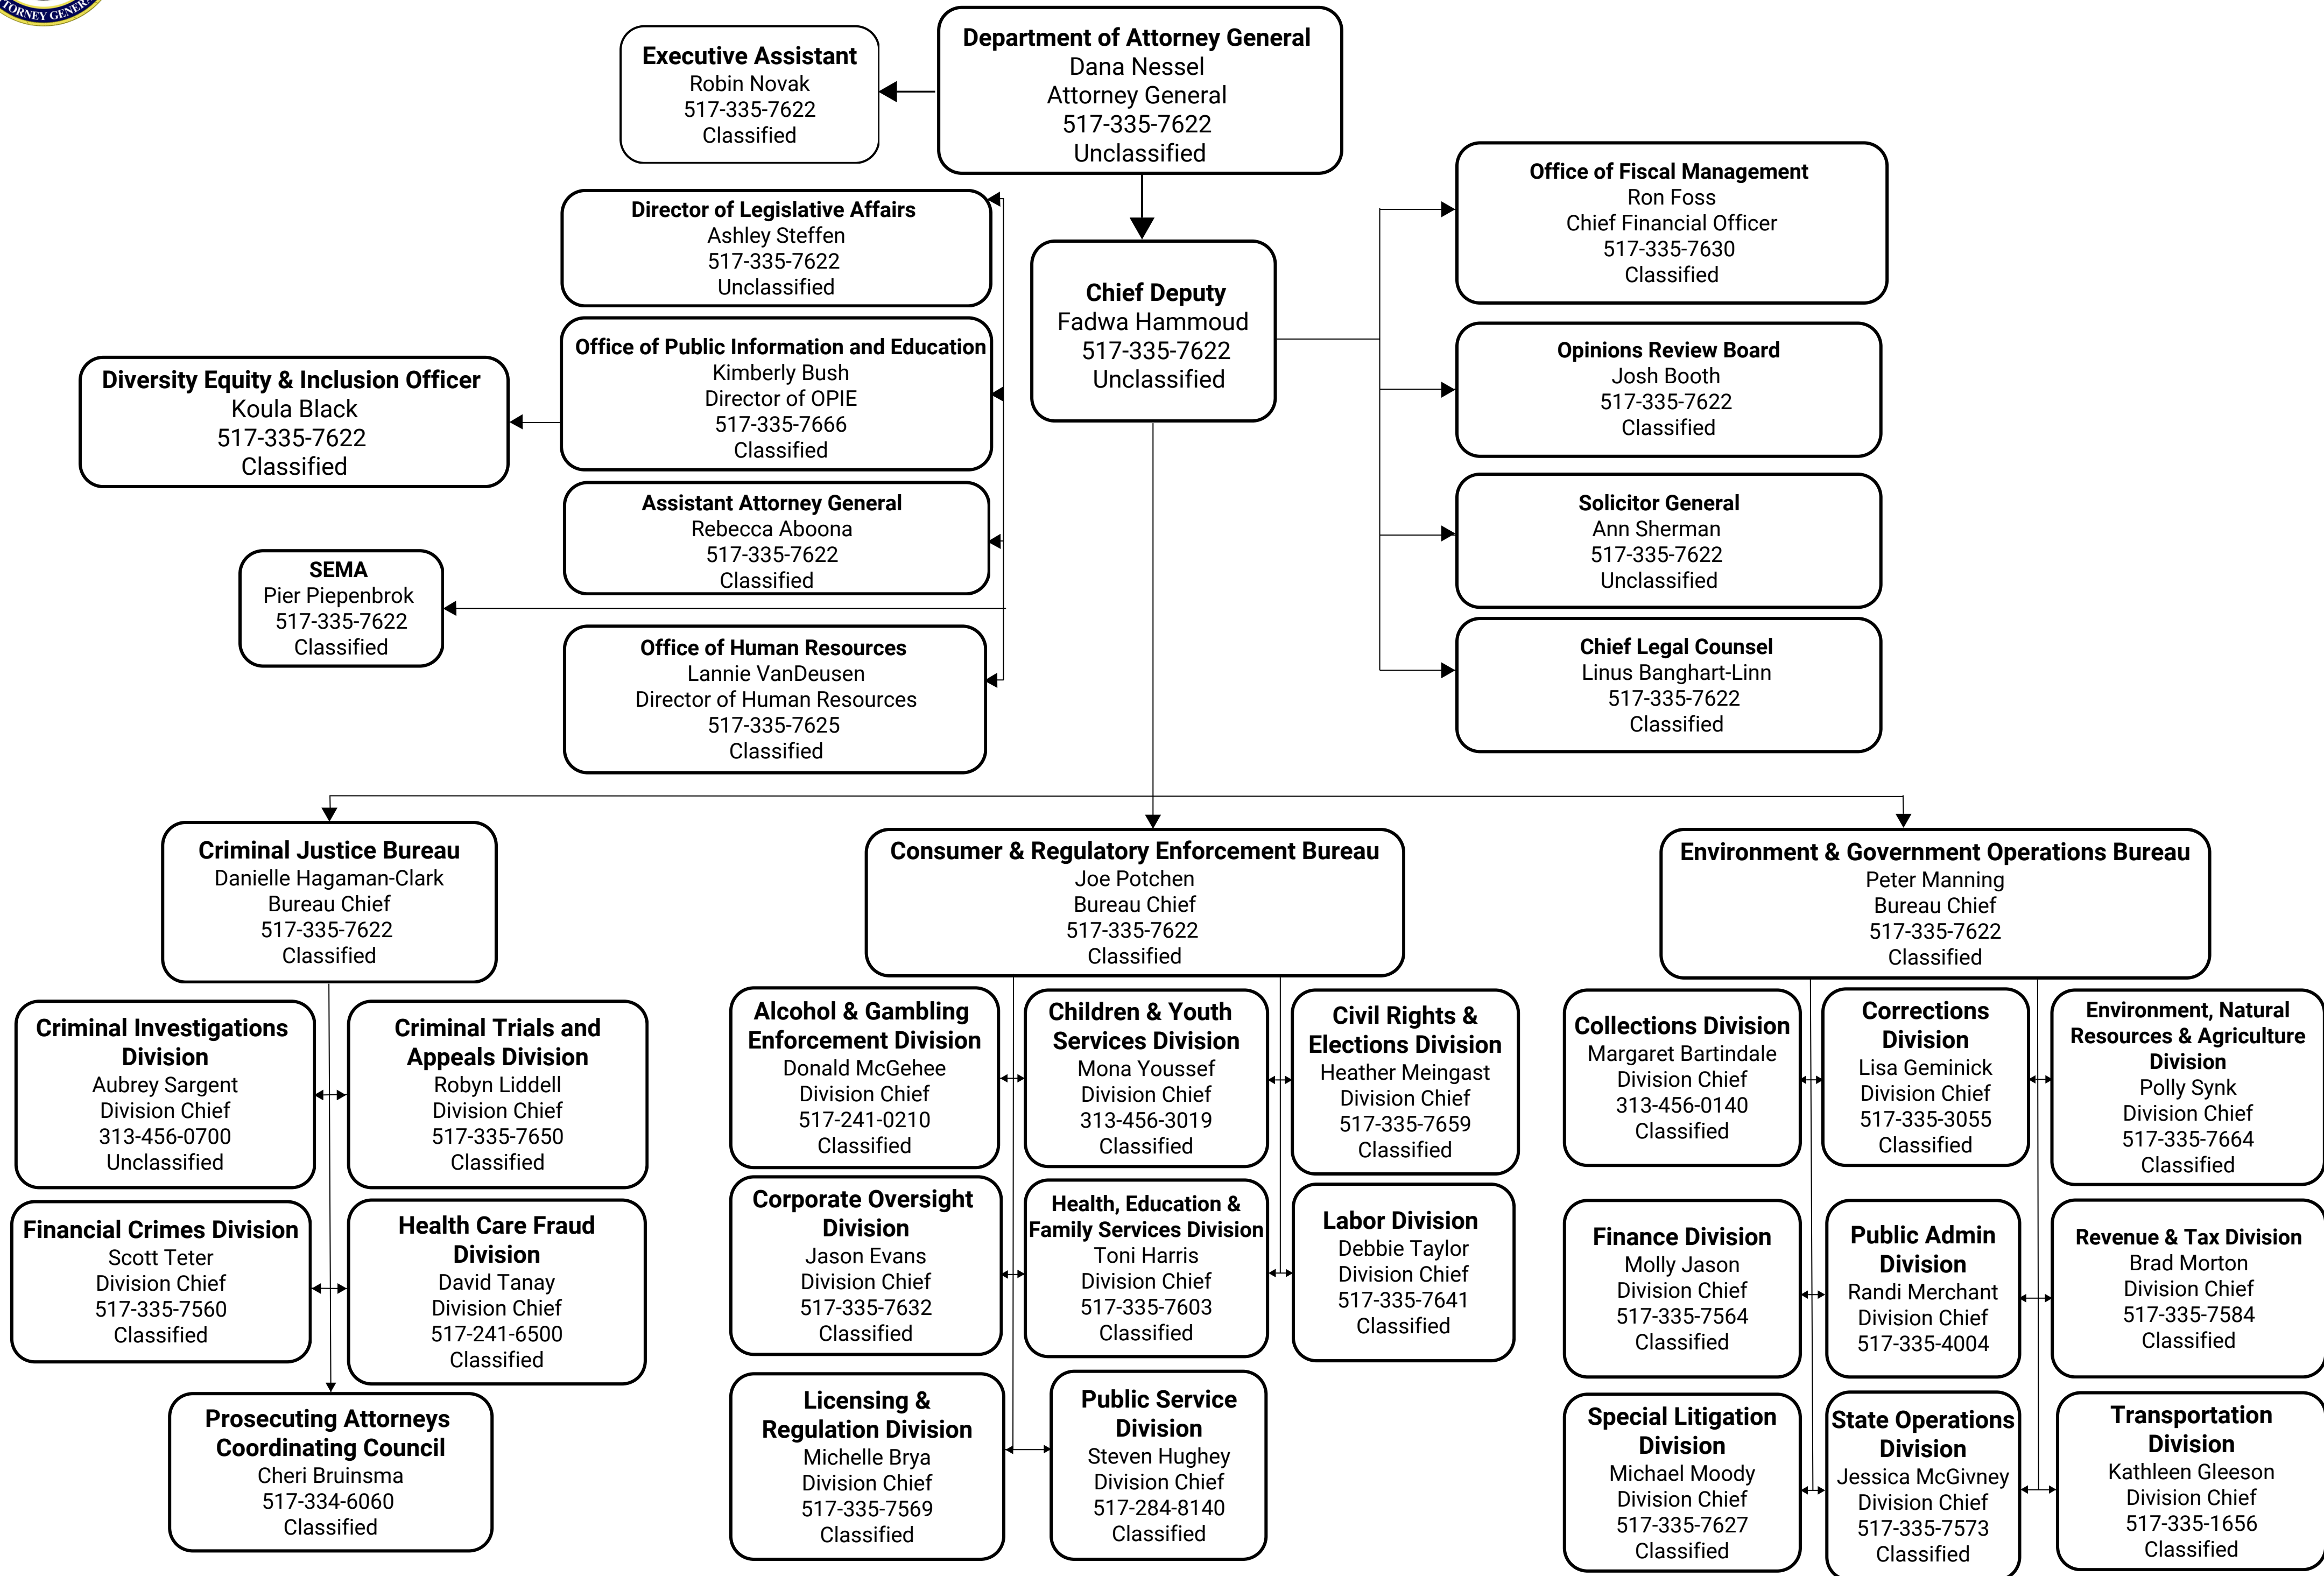 TORNEY GENERA
Department of Attorney General
Dana Nessel
Attorney General
517-335-7622
Unclassified
Executive Assistant
Robin Novak
517-335-7622
Classified
Director of Legislative Affairs
Ashley Steffen
517-335-7622
Unclassified
Office of Public Information and Education
Kimberly Bush
Director of OPIE
517-335-7666
Classified
Diversity Equity & Inclusion Officer
Koula Black
517-335-7622
Classified
Assistant Attorney General
Rebecca Aboona
517-335-7622
Classified
SEMA
Pier Piepenbrok
517-335-7622
Classified
Office of Human Resources
Lannie VanDeusen
Director of Human Resources
517-335-7625
Classified
Chief Deputy
Fadwa Hammoud
517-335-7622
Unclassified
Office of Fiscal Management
Ron Foss
Chief Financial Officer
517-335-7630
Classified
Opinions Review Board
Josh Booth
517-335-7622
Classified
Solicitor General
Ann Sherman
517-335-7622
Unclassified
Chief Legal Counsel
Linus Banghart-Linn
517-335-7622
Classified
Criminal Justice Bureau
Danielle Hagaman-Clark
Bureau Chief
517-335-7622
Classified
Criminal Investigations
Division
Aubrey Sargent
Division Chief
313-456-0700
Unclassified
Criminal Trials and
Appeals Division
Robyn Liddell
Division Chief
517-335-7650
Classified
Financial Crimes Division
Scott Teter
Division Chief
517-335-7560
Classified
Health Care Fraud
Division
David Tanay
Division Chief
517-241-6500
Classified
Prosecuting Attorneys
Coordinating Council
Cheri Bruinsma
517-334-6060
Classified
Consumer & Regulatory Enforcement Bureau
Joe Potchen
Bureau Chief
517-335-7622
Classified
Alcohol & Gambling
Enforcement Division
Donald McGehee
Division Chief
517-241-0210
Classified
Children & Youth
Services Division
Mona Youssef
Division Chief
313-456-3019
Classified
Civil Rights &
Elections Division
Heather Meingast
Division Chief
517-335-7659
Classified
Corporate Oversight
Division
Jason Evans
Division Chief
517-335-7632
Classified
Health, Education &
Family Services Division
Toni Harris
Division Chief
517-335-7603
Classified
Labor Division
Debbie Taylor
Division Chief
517-335-7641
Classified
Licensing &
Regulation Division
Michelle Brya
Division Chief
517-335-7569
Classified
Public Service
Division
Steven Hughey
Division Chief
517-284-8140
Classified
Environment & Government Operations Bureau
Peter Manning
Bureau Chief
517-335-7622
Classified
Collections Division
Margaret Bartindale
Division Chief
313-456-0140
Classified
Corrections
Division
Lisa Geminick
Division Chief
517-335-3055
Classified
Environment, Natural
Resources & Agriculture
Division
Polly Synk
Division Chief
517-335-7664
Classified
Finance Division
Molly Jason
Division Chief
517-335-7564
Classified
Public Admin
Division
Randi Merchant
Division Chief
517-335-4004
Revenue & Tax Division
Brad Morton
Division Chief
517-335-7584
Classified
Special Litigation
Division
Michael Moody
Division Chief
517-335-7627
Classified
State Operations
Division
Jessica McGivney
Division Chief
517-335-7573
Classified
Transportation
Division
Kathleen Gleeson
Division Chief
517-335-1656
Classified